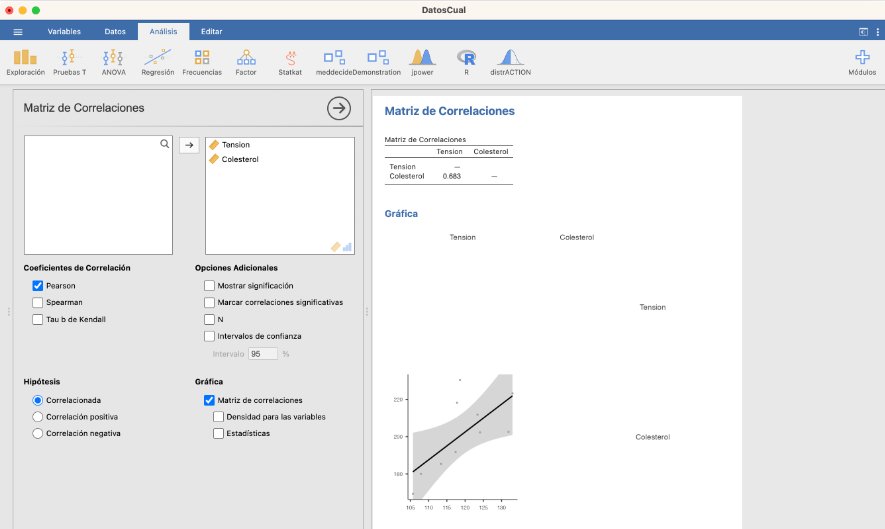 DatosCual
Variables Datos Análisis Editar
Exploración Pruebas T ANOVA Regresión Frecuencias Factor Statkat meddecide Demonstration jpower R distrACTION Módulos
Matriz de Correlaciones
Tension
Colesterol
Coeficientes de Correlación
Pearson
Spearman
Tau b de Kendall
Opciones Adicionales
Mostrar significación
Marcar correlaciones significativas
N
Intervalos de confianza
Intervalo 95 %
Hipótesis
Correlacionada
Correlación positiva
Correlación negativa
Gráfica
Matriz de correlaciones
Densidad para las variables
Estadísticas
Matriz de Correlaciones
Matriz de Correlaciones
Tension Colesterol
Tension —
Colesterol 0.683 —
Gráfica
Tension Colesterol
Tension
220
200
180
Colesterol
105 110 115 120 125 130